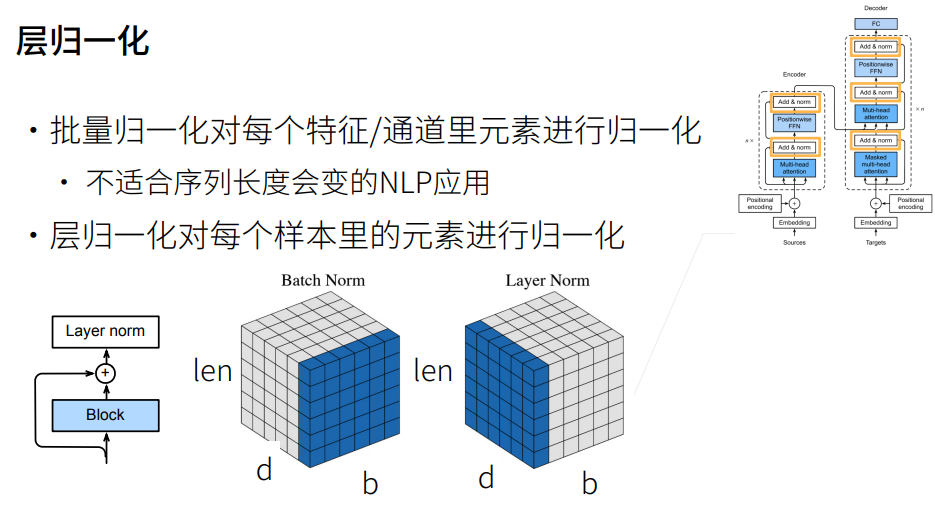 层归一化
• 批量归一化对每个特征/通道里元素进行归一化
• 不适合序列长度会变的NLP应用
• 层归一化对每个样本里的元素进行归一化
Layer norm
+
Block
Batch Norm
len
d
b
Layer Norm
len
d
b
Encoder
Add & norm
Positionwise
FFN
Add & norm
Multi-head
attention
n ×
Positional
encoding
+
Embedding
Sources
Decoder
FC
Add & norm
Positionwise
FFN
Add & norm
Muti-head
attention
Add & norm
Masked
multi-head
attention
× n
+
Positional
encoding
Embedding
Targets